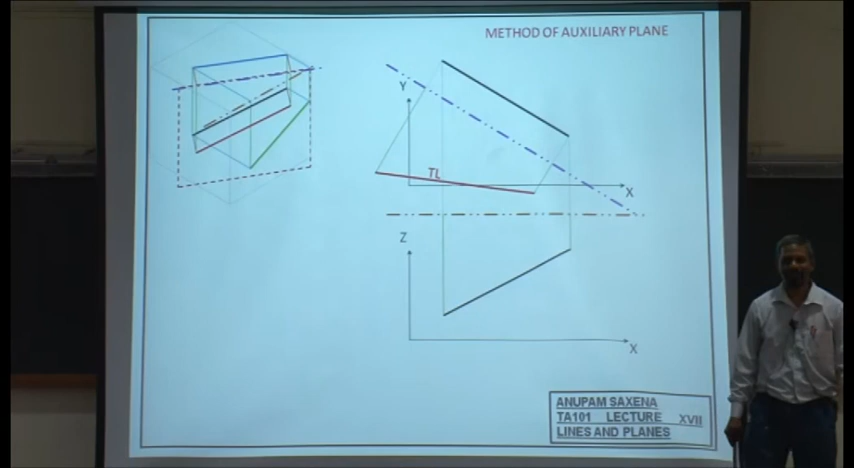 METHOD OF AUXILIARY PLANE
Y
TL
X
Z
X
ANUPAM SAXENA
TA101 LECTURE XVII
LINES AND PLANES